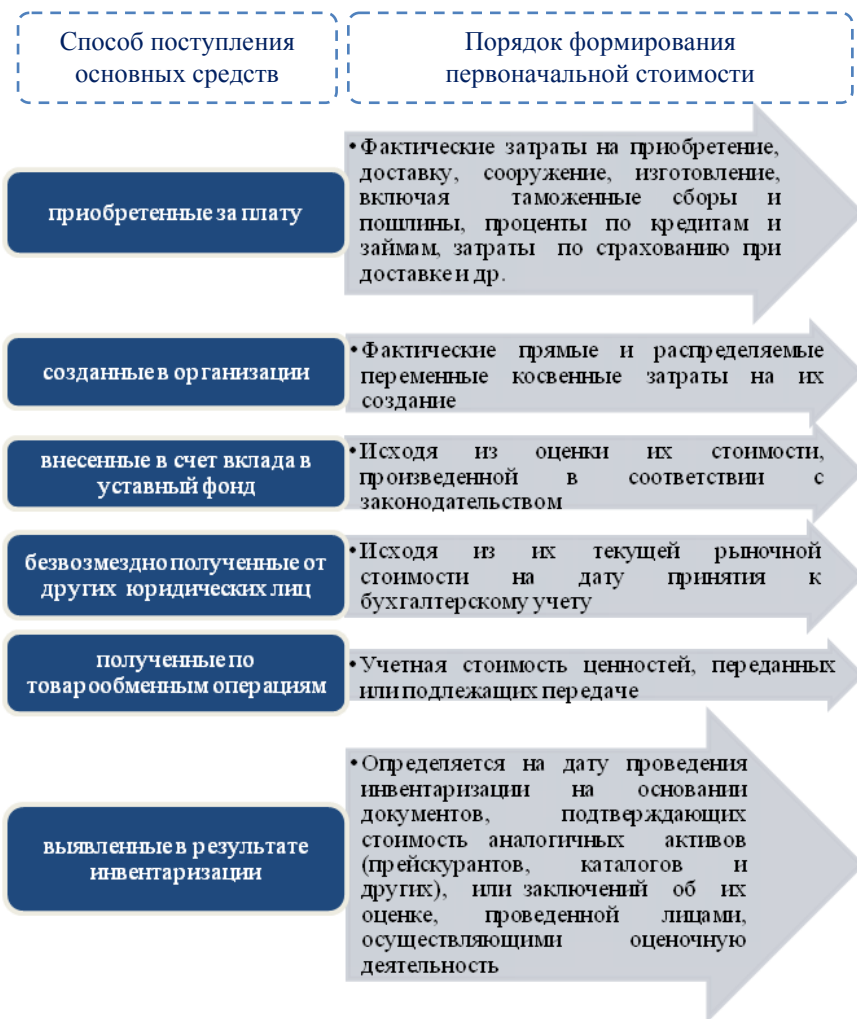 Способ поступления
основных средств
Порядок формирования
первоначальной стоимости
приобретенные за плату
•Фактические затраты на приобретение,
доставку, сооружение, изготовление,
включая таможенные сборы и
пошлины, проценты по кредитам и
займам, затраты по страхованию при
доставке и др.
созданные в организации
•Фактические прямые и распределяемые
переменные косвенные затраты на их
создание
внесенные в счет вклада в
уставный фонд
•Исходя из оценки их стоимости,
произведенной в соответствии с
законодательством
безвозмездно полученные от
других юридических лиц
•Исходя из их текущей рыночной
стоимости на дату принятия к
бухгалтерскому учету
полученные по
товарообменным операциям
•Учетная стоимость ценностей, переданных
или подлежащих передаче
выявленные в результате
инвентаризации
•Определяется на дату проведения
инвентаризации на основании
документов, подтверждающих
стоимость аналогичных активов
(прейскурантов, каталогов и
других), или заключений об их
оценке, проведенной лицами,
осуществляющими оценочную
деятельность